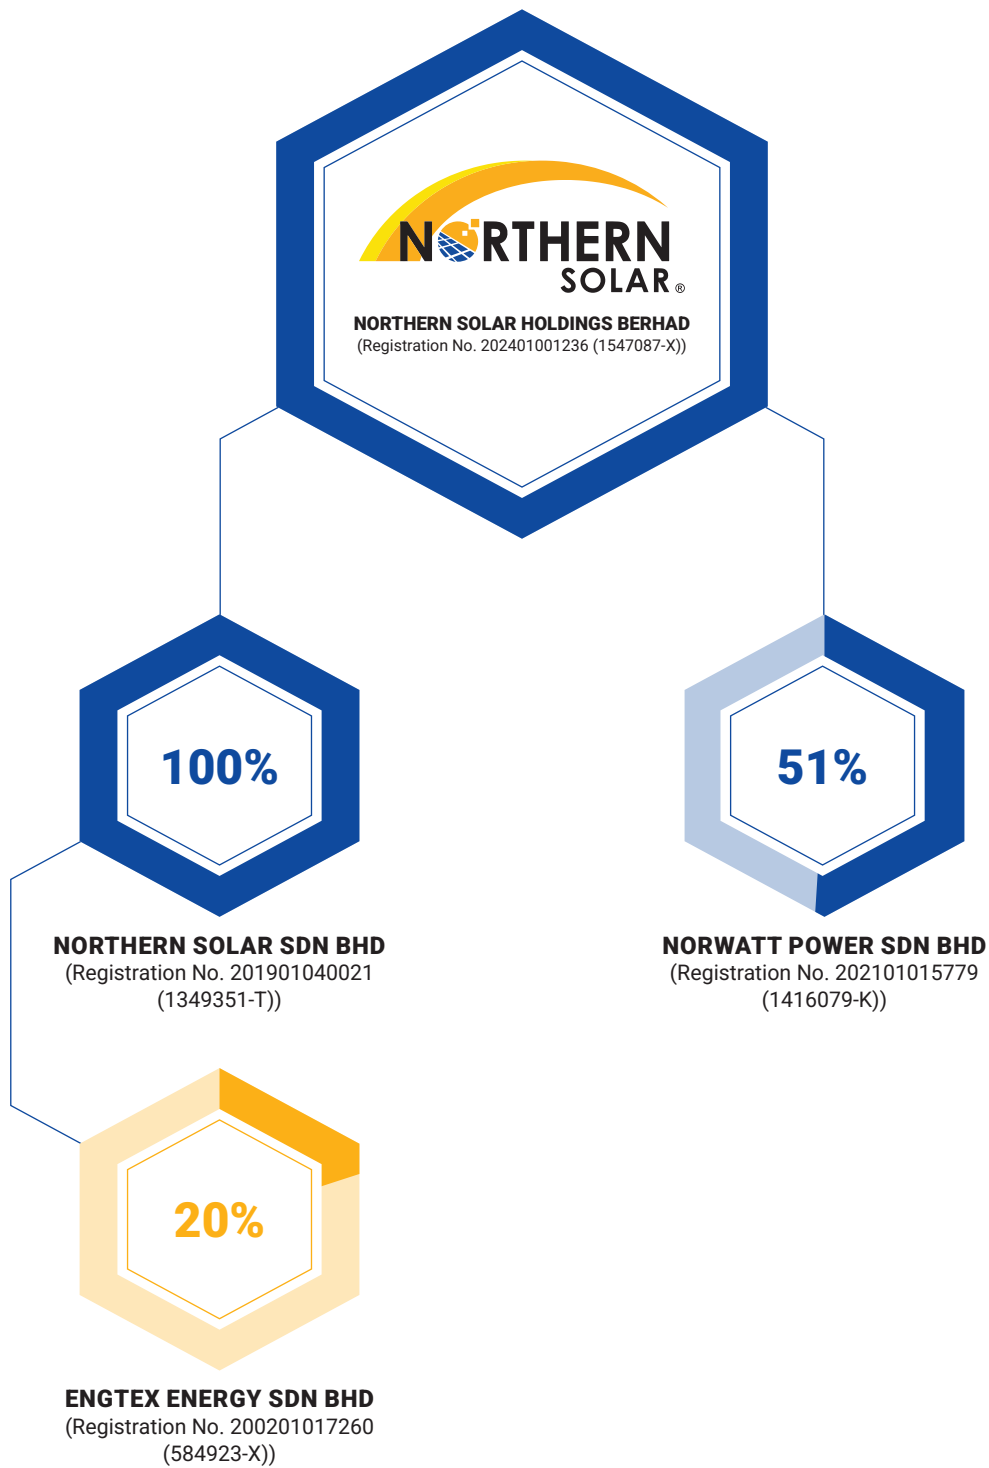 NORTHERN
SOLAR ®
NORTHERN SOLAR HOLDINGS BERHAD
(Registration No. 202401001236 (1547087-X))
100%
NORTHERN SOLAR SDN BHD
(Registration No. 201901040021
(1349351-T))
51%
NORWATT POWER SDN BHD
(Registration No. 202101015779
(1416079-K))
20%
ENGTEX ENERGY SDN BHD
(Registration No. 200201017260
(584923-X))